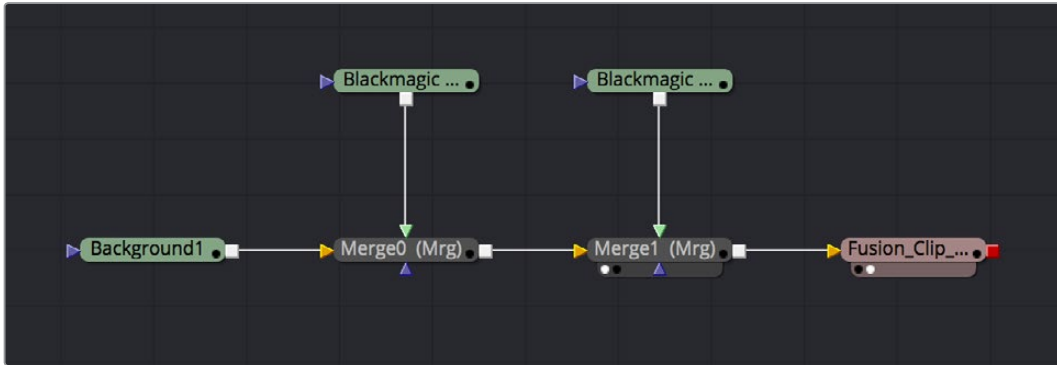 Blackmagic ...
Blackmagic ...
Background1
Merge0 (Mrg)
Merge1 (Mrg)
Fusion_Clip_...